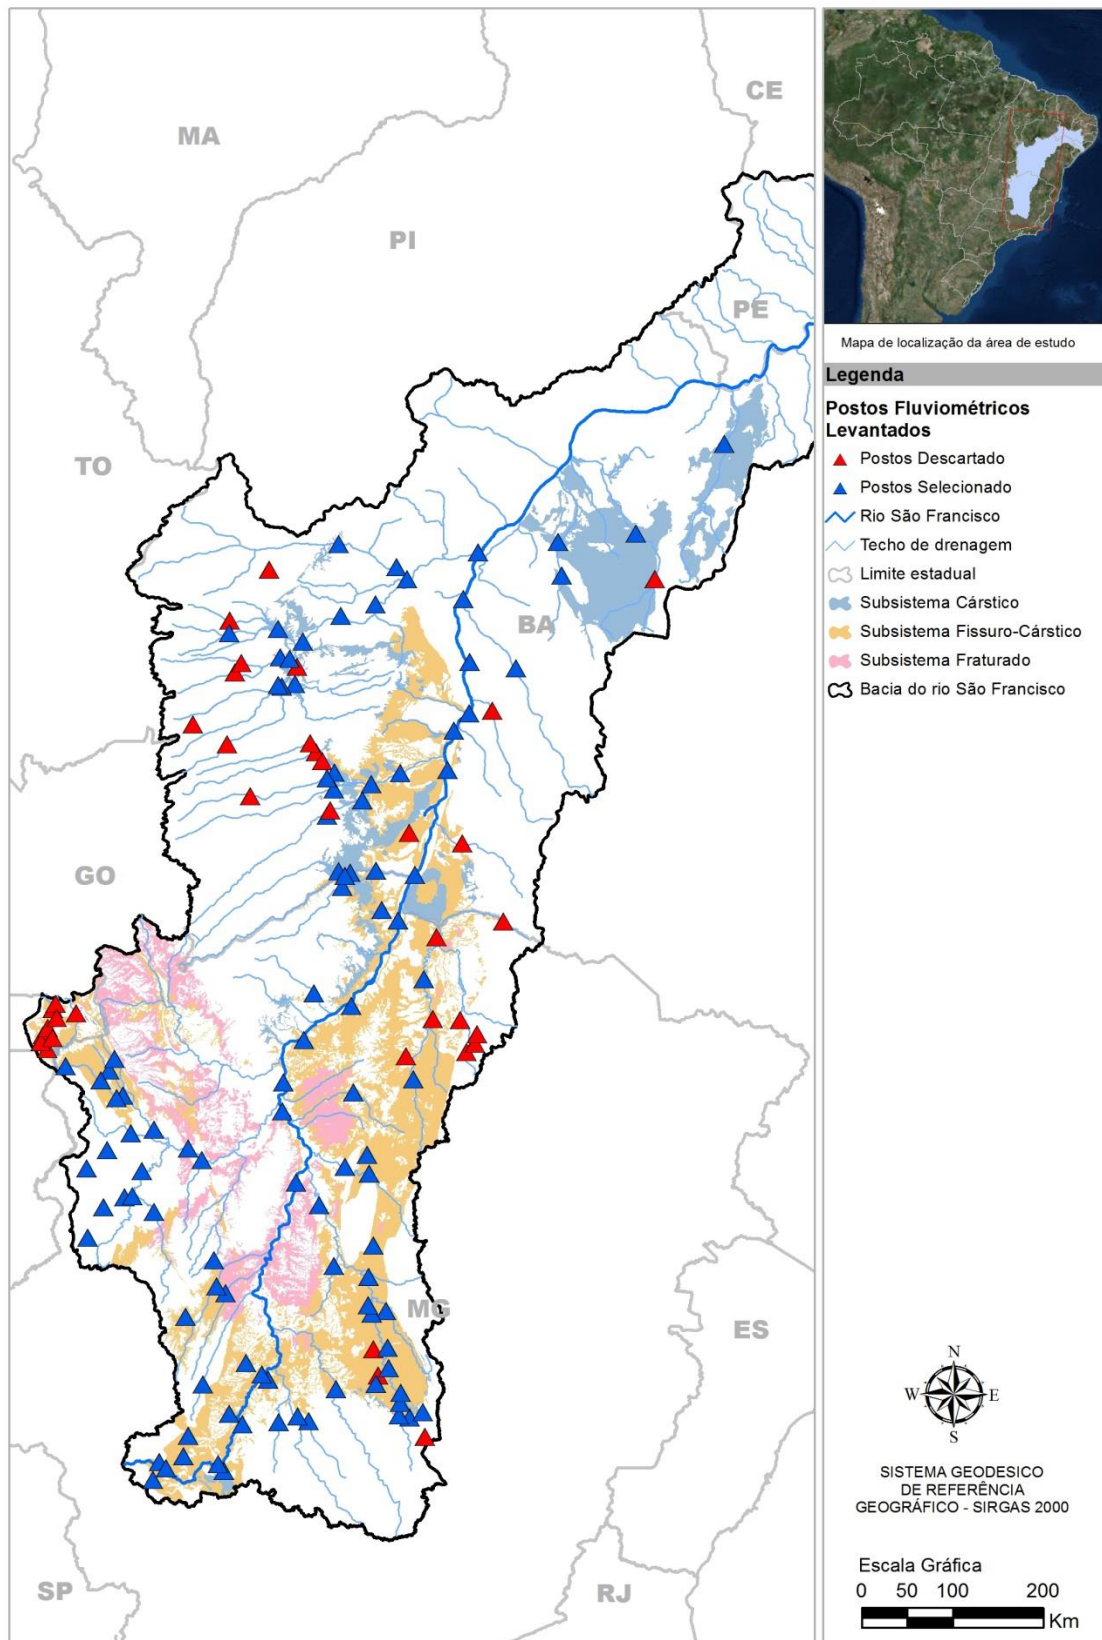 CE
MA
PI
PE
TO
BA
GO
MG
ES
SP
RJ
Mapa de localização da área de estudo
Legenda
Postos Fluviométricos
Levantados
Postos Descartado
Postos Selecionado
Rio São Francisco
Techo de drenagem
Limite estadual
Subsistema Cárstico
Subsistema Fissuro-Cárstico
Subsistema Fraturado
Bacia do rio São Francisco
N
W E
S
SISTEMA GEODESICO
DE REFERÊNCIA
GEOGRÁFICO - SIRGAS 2000
Escala Gráfica
0 50 100 200
Km